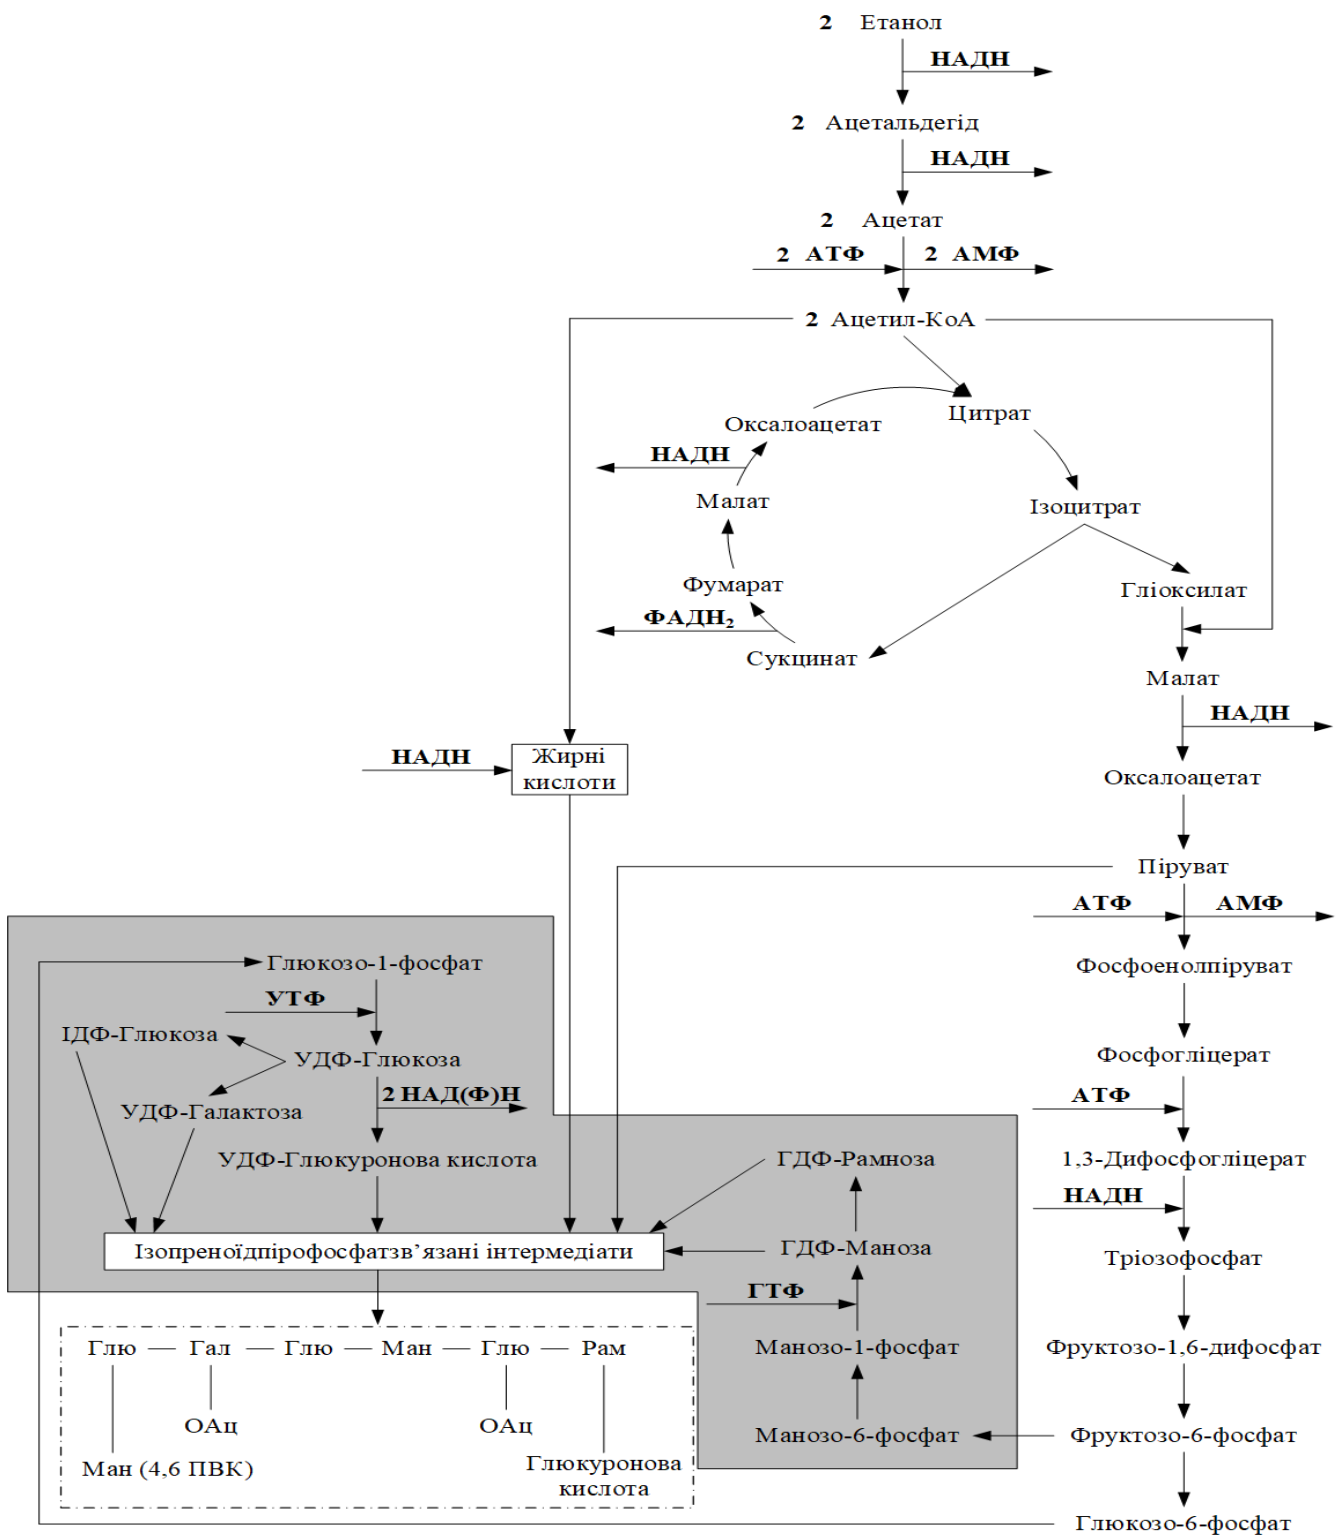 2 Етанол
НАДН
2 Ацетальдегід
НАДН
2 Ацетат
2 АТФ
2 АМФ
2 Ацетил-КоА
Оксалоацетат
Цитрат
НАДН
Малат
Ізоцитрат
Фумарат
Гліоксилат
ФАДН₂
Сукцинат
Малат
НАДН
НАДН
Жирні
кислоти
Оксалоацетат
Піруват
АТФ
АМФ
Глюкозо-1-фосфат
Фосфоенолпіруват
УТФ
ІДФ-Глюкоза
УДФ-Глюкоза
Фосфогліцерат
2 НАД(Ф)Н
АТФ
УДФ-Галактоза
УДФ-Глюкуронова кислота
ГДФ-Рамноза
1,3-Дифосфогліцерат
НАДН
Ізопреноїдпірофосфатзв’язані інтермедіати
ГДФ-Маноза
Тріозофосфат
ГТФ
Глю — Гал — Глю — Ман — Глю — Рам
Манозо-1-фосфат
Фруктозо-1,6-дифосфат
ОАц
ОАц
Манозо-6-фосфат
Фруктозо-6-фосфат
Ман (4,6 ПВК)
Глюкуронова
кислота
Глюкозо-6-фосфат